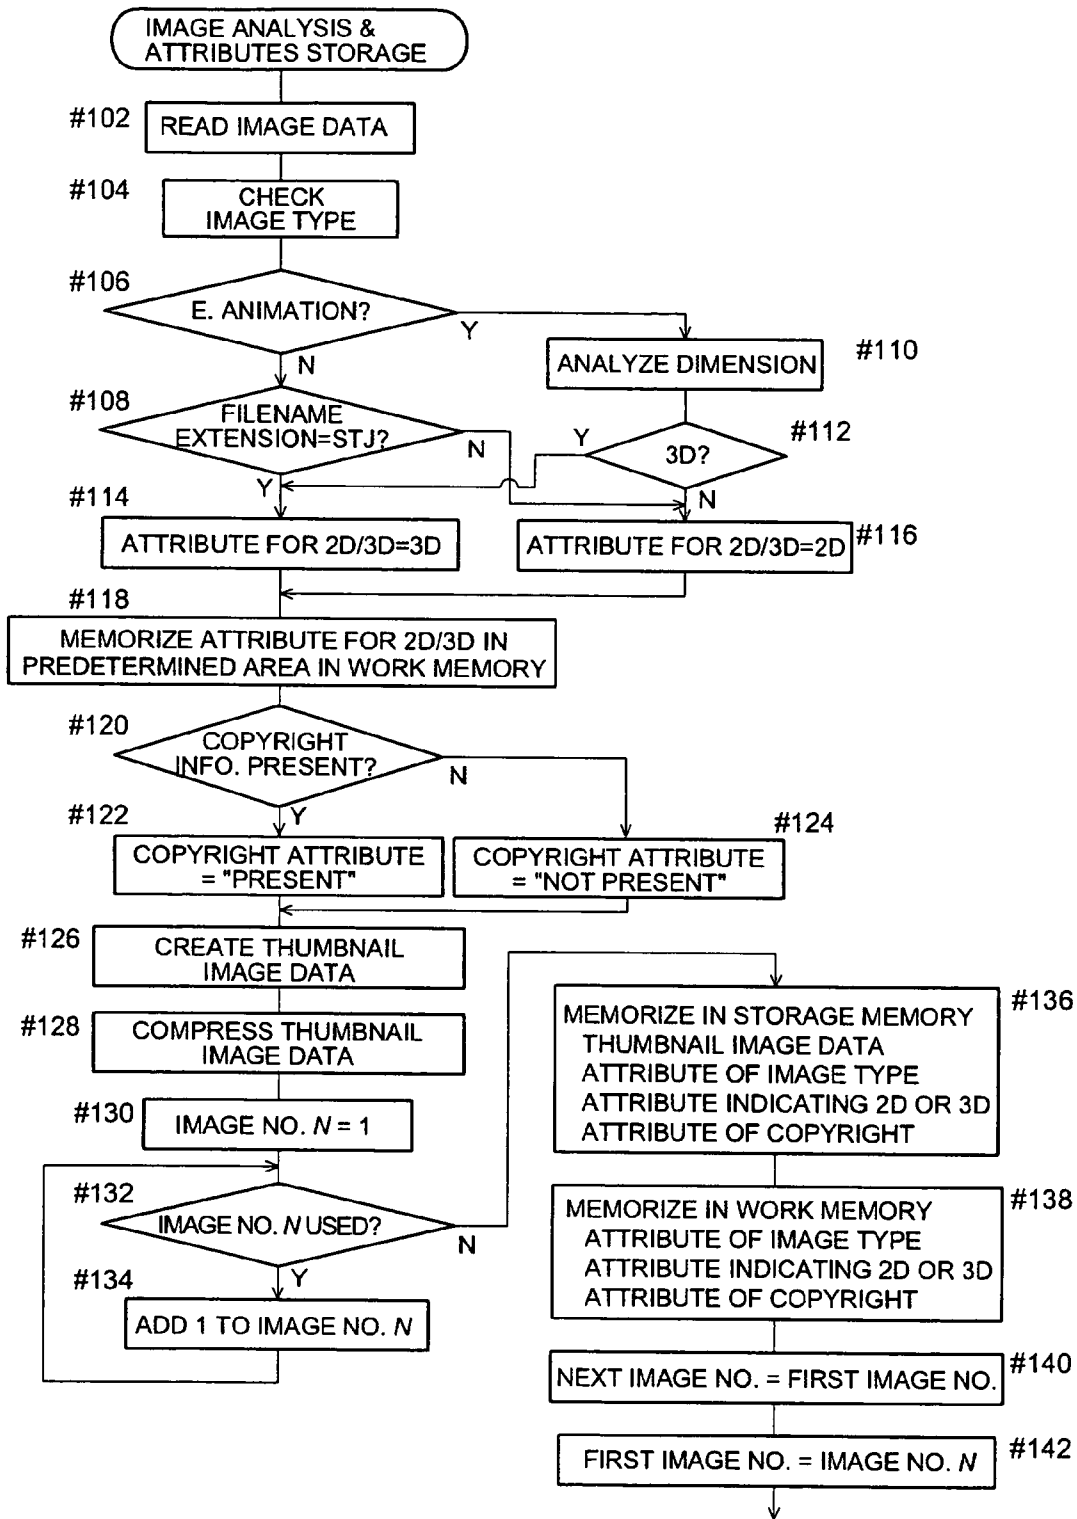 IMAGE ANALYSIS &
ATTRIBUTES STORAGE
#102
READ IMAGE DATA
#104
CHECK
IMAGE TYPE
#106
E. ANIMATION?
Y
N
#110
ANALYZE DIMENSION
#108
FILENAME
EXTENSION=STJ?
N
Y
#112
3D?
Y
N
#114
ATTRIBUTE FOR 2D/3D=3D
ATTRIBUTE FOR 2D/3D=2D
#116
#118
MEMORIZE ATTRIBUTE FOR 2D/3D IN
PREDETERMINED AREA IN WORK MEMORY
#120
COPYRIGHT
INFO. PRESENT?
N
Y
#122
COPYRIGHT ATTRIBUTE
= "PRESENT"
#124
COPYRIGHT ATTRIBUTE
= "NOT PRESENT"
#126
CREATE THUMBNAIL
IMAGE DATA
#128
COMPRESS THUMBNAIL
IMAGE DATA
#130
IMAGE NO. N = 1
#132
IMAGE NO. N USED?
N
Y
#134
ADD 1 TO IMAGE NO. N
#136
MEMORIZE IN STORAGE MEMORY
THUMBNAIL IMAGE DATA
ATTRIBUTE OF IMAGE TYPE
ATTRIBUTE INDICATING 2D OR 3D
ATTRIBUTE OF COPYRIGHT
#138
MEMORIZE IN WORK MEMORY
ATTRIBUTE OF IMAGE TYPE
ATTRIBUTE INDICATING 2D OR 3D
ATTRIBUTE OF COPYRIGHT
#140
NEXT IMAGE NO. = FIRST IMAGE NO.
#142
FIRST IMAGE NO. = IMAGE NO. N